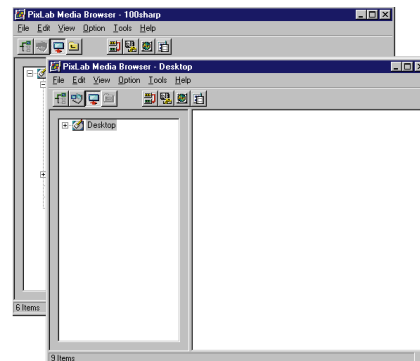 PixLab Media Browser - 100sharp
File Edit View Option Tools Help
PixLab Media Browser - Desktop
File Edit View Option Tools Help
Desktop
6 Items
9 Items